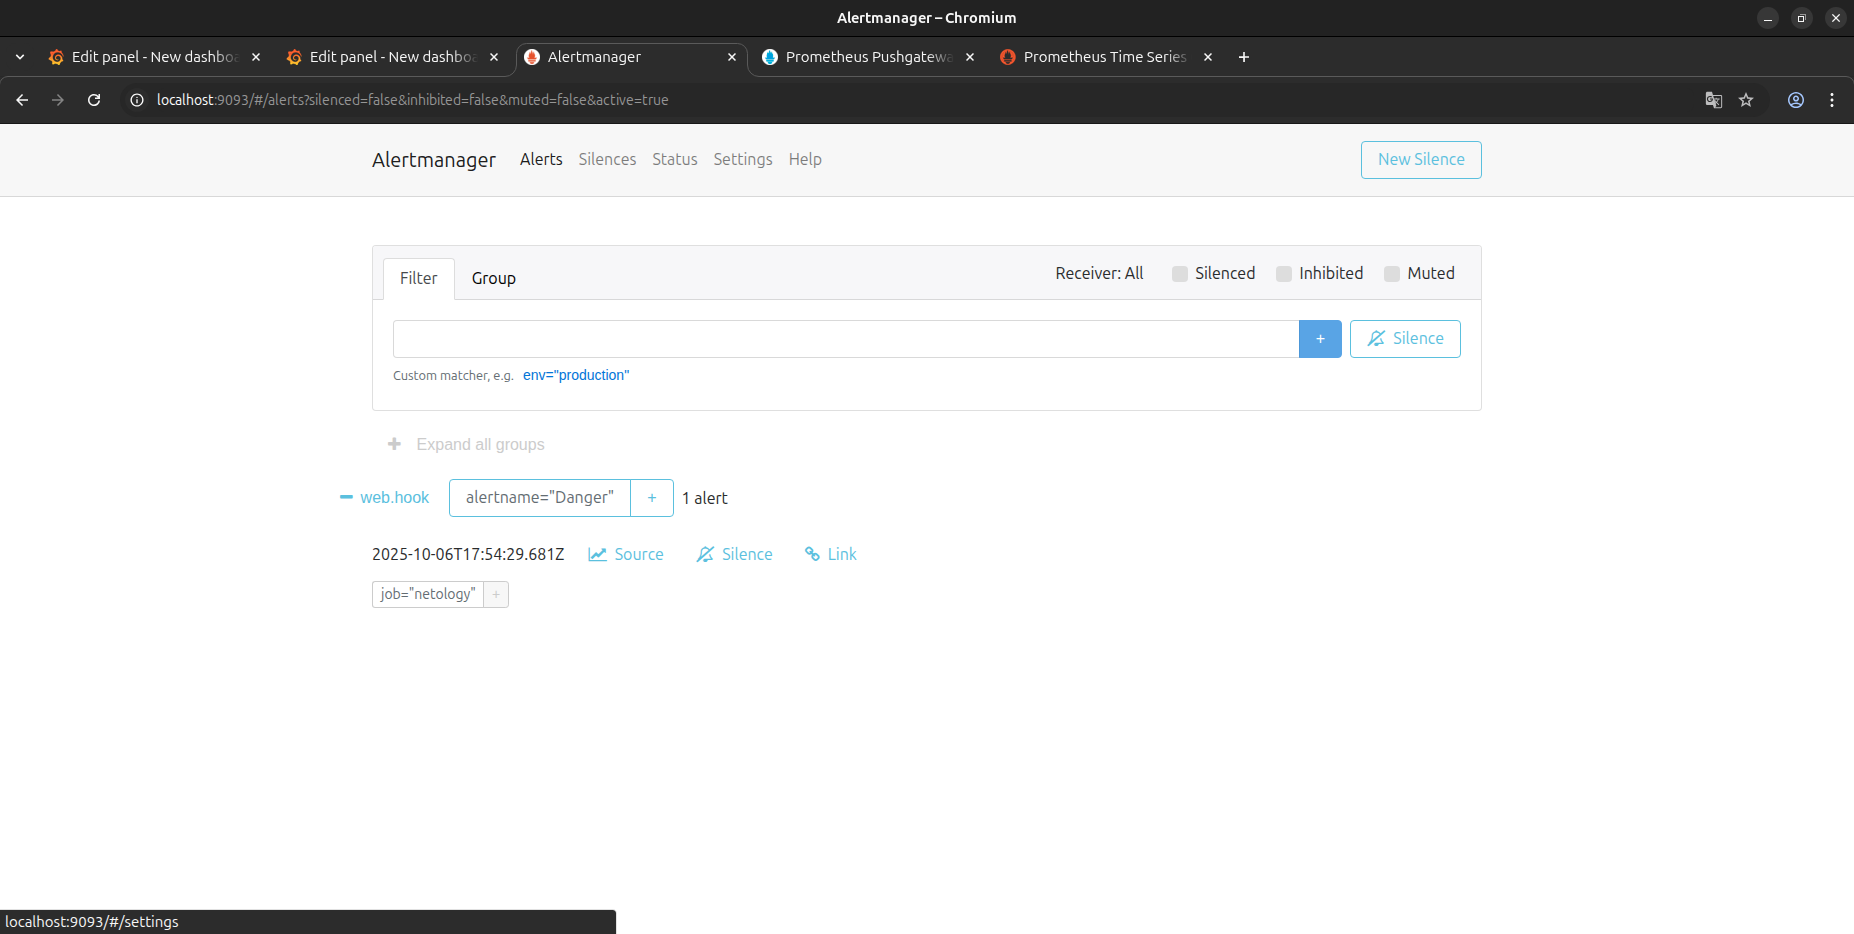 Alertmanager – Chromium
Edit panel - New dashboa
Edit panel - New dashboa
Alertmanager
Prometheus Pushgatewa
Prometheus Time Series
localhost:9093/#/alerts?silenced=false&inhibited=false&muted=false&active=true
Alertmanager Alerts Silences Status Settings Help New Silence
Filter Group Receiver: All Silenced Inhibited Muted
+ Silence
Custom matcher, e.g. env="production"
+ Expand all groups
– web.hook alertname="Danger" + 1 alert
2025-10-06T17:54:29.681Z Source Silence Link
job="netology" +
localhost:9093/#/settings